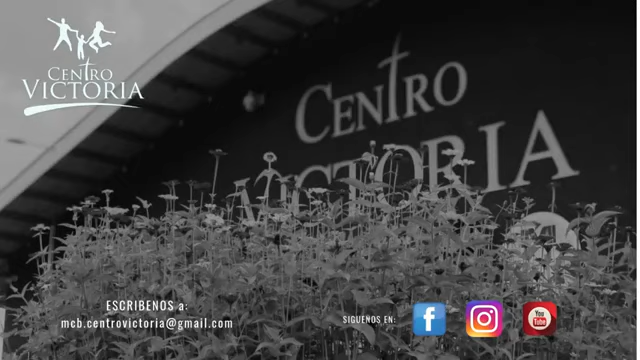 CENTRO
VICTORIA
CENTRO
VICTORIA
ESCRIBENOS a:
mcb.centrovictoria@gmail.com
SIGUENOS EN:
f
You
Tube